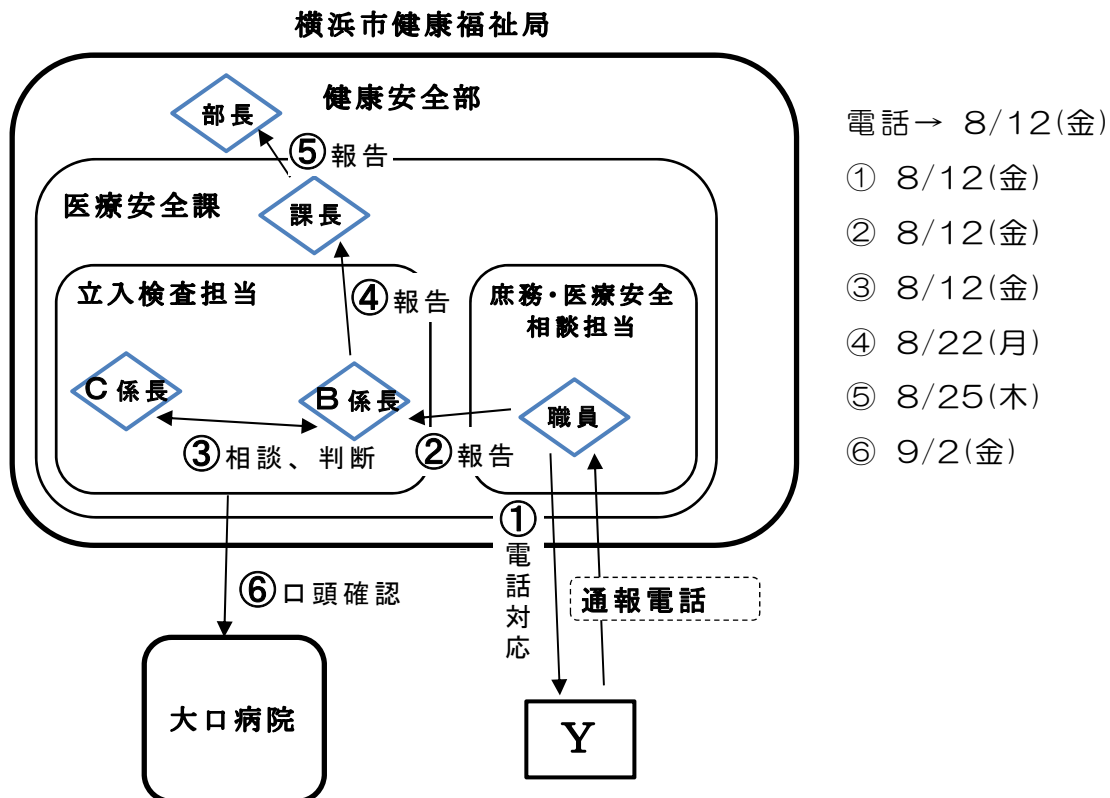 横浜市健康福祉局
健康安全部
部長
⑤報告
医療安全課
課長
立入検査担当
④報告
庶務・医療安全
相談担当
C係長
B係長
職員
③相談、判断
②報告
①
電話対応
⑥口頭確認
通報電話
大口病院
Y
電話→ 8/12(金)
① 8/12(金)
② 8/12(金)
③ 8/12(金)
④ 8/22(月)
⑤ 8/25(木)
⑥ 9/2(金)